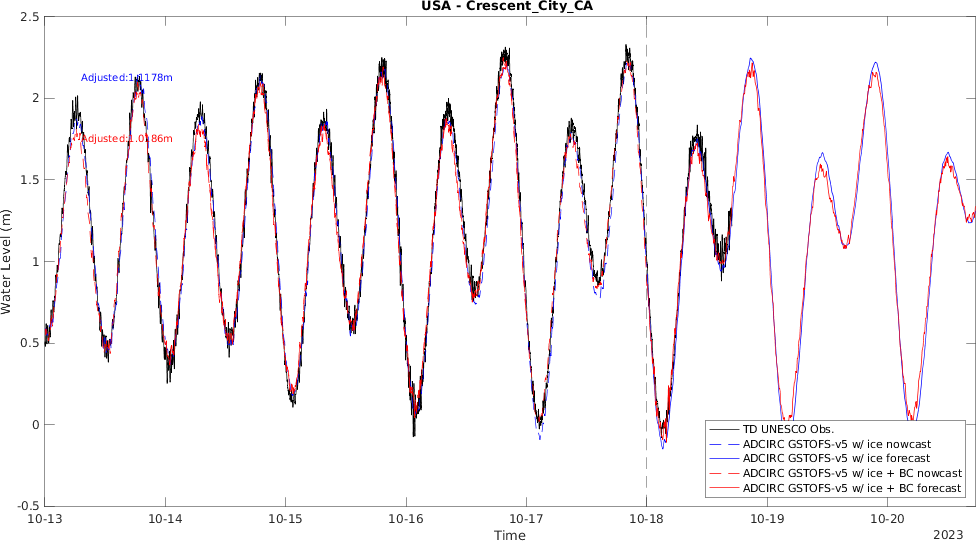 USA - Crescent_City_CA
2.5
2
1.5
1
0.5
0
-0.5
Water Level (m)
Adjusted:1.1178m
Adjusted:1.0186m
TD UNESCO Obs.
ADCIRC GSTOFS-v5 w/ ice nowcast
ADCIRC GSTOFS-v5 w/ ice forecast
ADCIRC GSTOFS-v5 w/ ice + BC nowcast
ADCIRC GSTOFS-v5 w/ ice + BC forecast
10-13 10-14 10-15 10-16 10-17 10-18 10-19 10-20
Time
2023